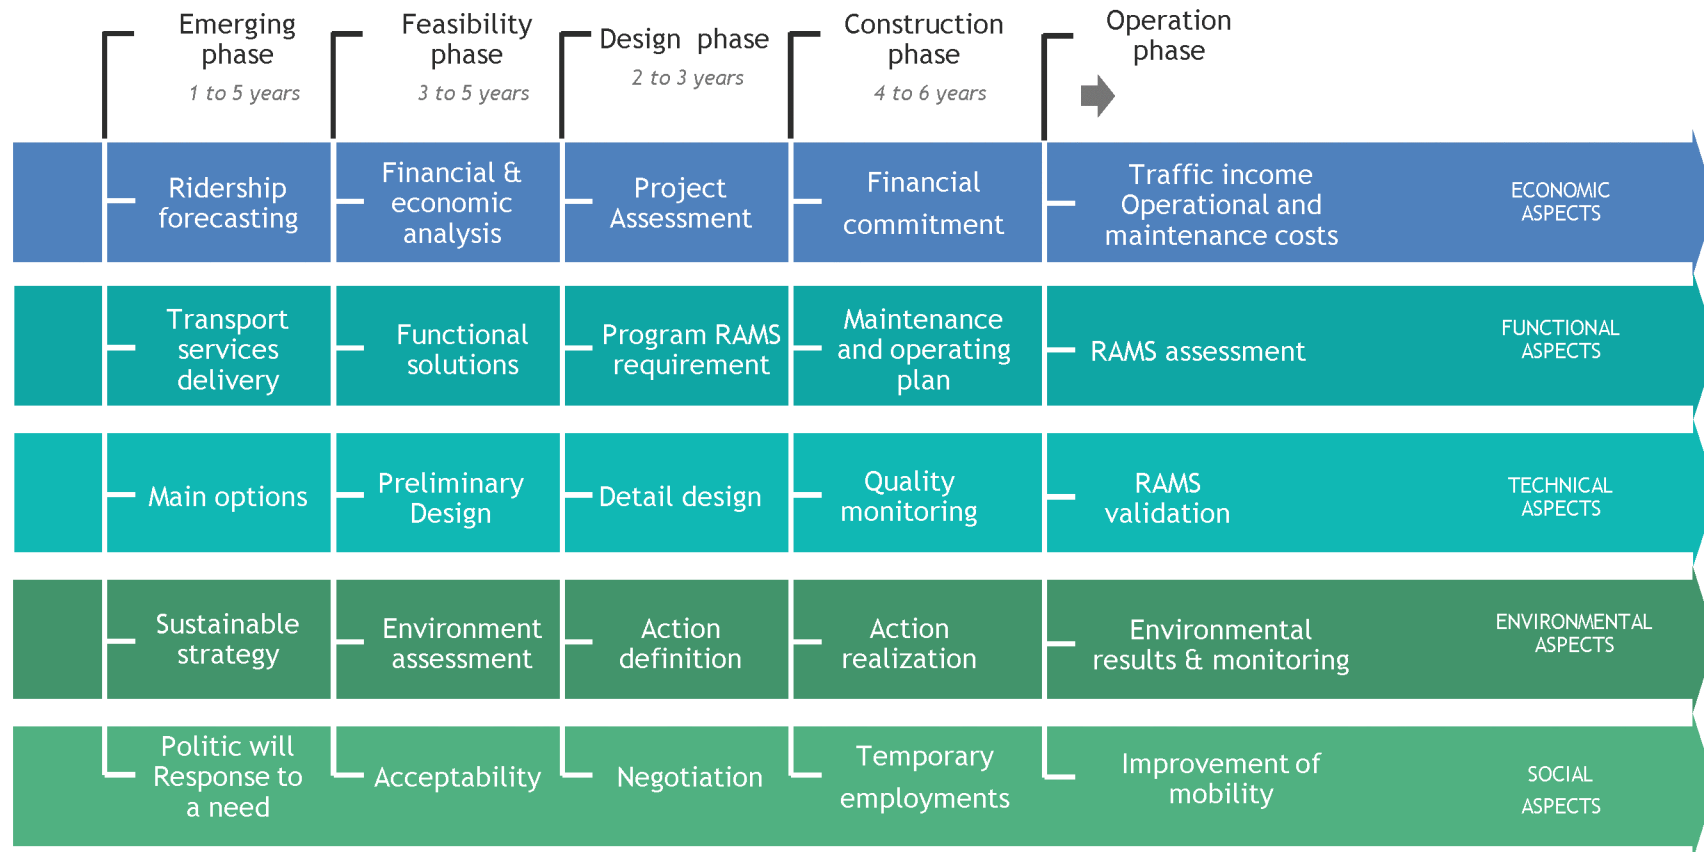 Emerging
phase
1 to 5 years
Feasibility
phase
3 to 5 years
Design phase
2 to 3 years
Construction
phase
4 to 6 years
Operation
phase
Ridership
forecasting
Financial &
economic
analysis
Project
Assessment
Financial
commitment
Traffic income
Operational and
maintenance costs
ECONOMIC
ASPECTS
Transport
services
delivery
Functional
solutions
Program RAMS
requirement
Maintenance
and operating
plan
RAMS assessment
FUNCTIONAL
ASPECTS
Main options
Preliminary
Design
Detail design
Quality
monitoring
RAMS
validation
TECHNICAL
ASPECTS
Sustainable
strategy
Environment
assessment
Action
definition
Action
realization
Environmental
results & monitoring
ENVIRONMENTAL
ASPECTS
Politic will
Response to
a need
Acceptability
Negotiation
Temporary
employments
Improvement of
mobility
SOCIAL
ASPECTS